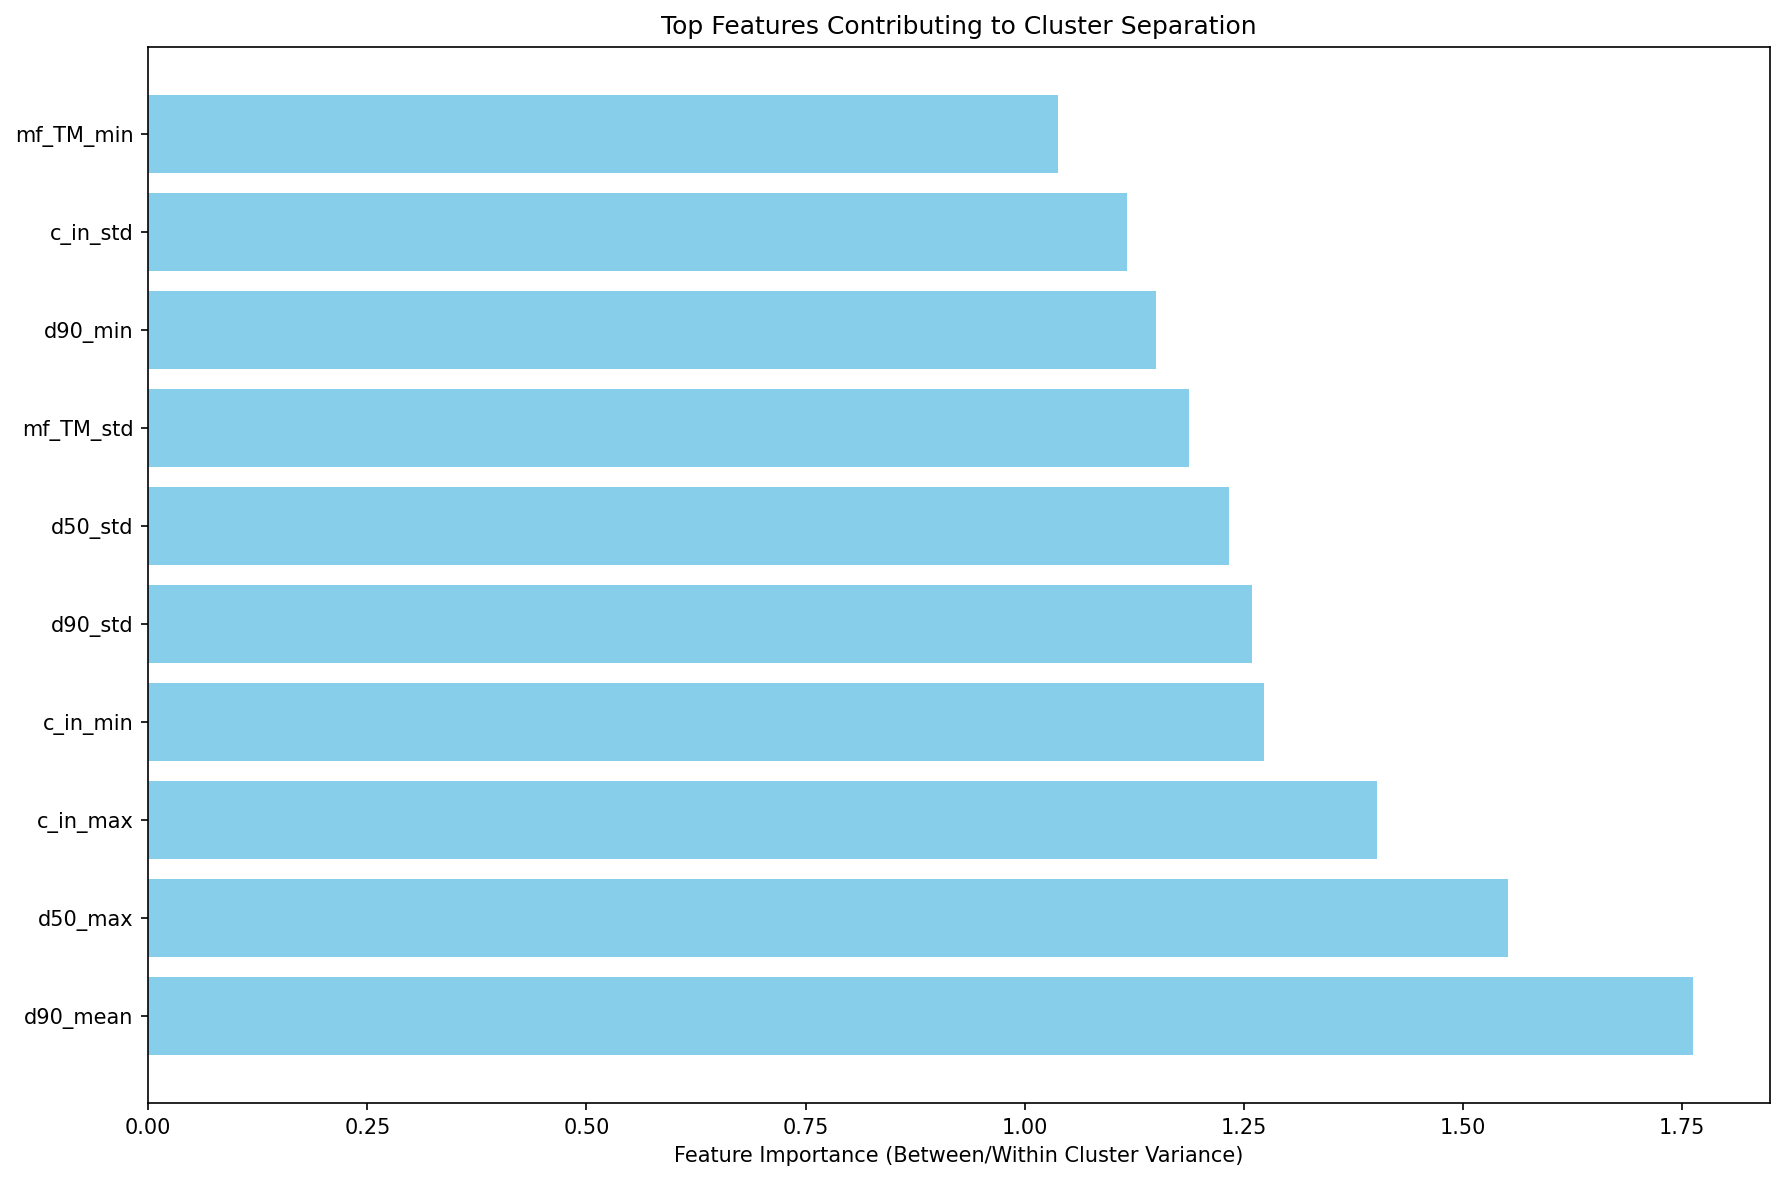 Top Features Contributing to Cluster Separation
mf_TM_min
c_in_std
d90_min
mf_TM_std
d50_std
d90_std
c_in_min
c_in_max
d50_max
d90_mean
0.00 0.25 0.50 0.75 1.00 1.25 1.50 1.75
Feature Importance (Between/Within Cluster Variance)